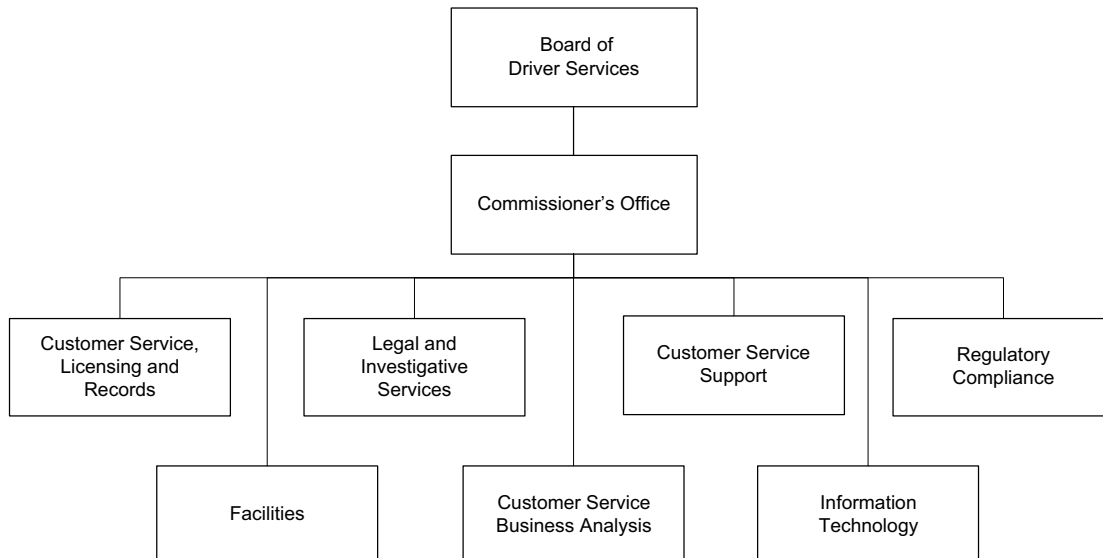 Board of
Driver Services
Commissioner’s Office
Customer Service,
Licensing and
Records
Legal and
Investigative
Services
Customer Service
Support
Regulatory
Compliance
Facilities
Customer Service
Business Analysis
Information
Technology